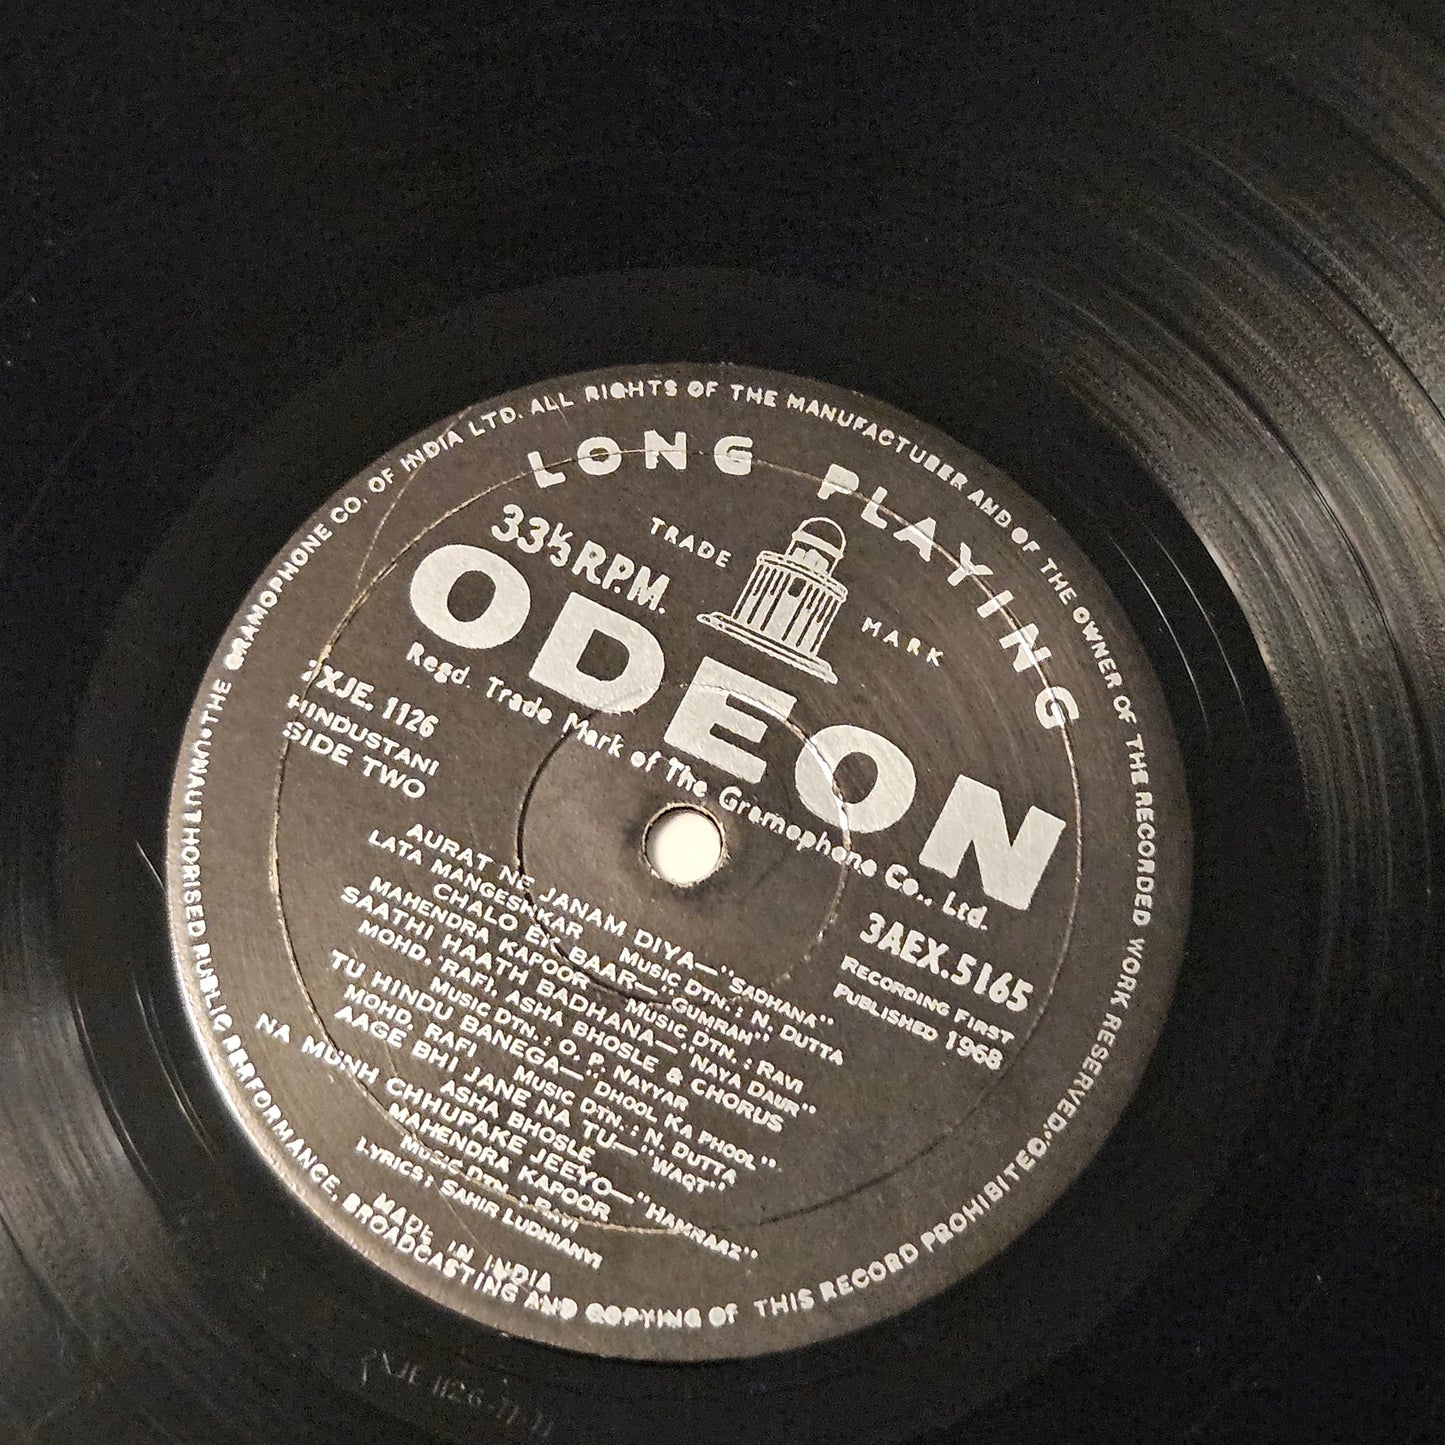 THE GRAMOPHONE CO. OF INDIA LTD. ALL RIGHTS OF THE MANUFACTURER AND OF THE OWNER OF THE RECORDED WORK RESERVED. UNAUTHORISED PUBLIC PERFORMANCE, BROADCASTING AND COPYING OF THIS RECORD PROHIBITED.
LONG PLAYING
33⅓ R.P.M.
TRADE MARK
ODEON
Regd. Trade Mark of The Gramophone Co., Ltd.
XJE. 1126
HINDUSTANI
SIDE TWO
3AEX.5165
RECORDING FIRST
PUBLISHED 1968
AURAT NE JANAM DIYA—"SADHANA"
LATA MANGESHKAR MUSIC DTN.: N. DUTTA
CHALO EK BAAR—"GUMRAH"
MAHENDRA KAPOOR MUSIC DTN.: RAVI
SAATHI HAATH BADHANA—"NAYA DAUR"
MOHD. RAFI, ASHA BHOSLE & CHORUS
MUSIC DTN.: O. P. NAYYAR
TU HINDU BANEGA—"DHOOL KA PHOOL"
MOHD. RAFI MUSIC DTN.: N. DUTTA
AAGE BHI JANE NA TU—"WAQT"
ASHA BHOSLE
NA MUNH CHHUPAKE JEEYO—"HAMRAAZ"
MAHENDRA KAPOOR
MUSIC DTN.: RAVI
LYRICS: SAHIR LUDHIANVI
MADE IN INDIA